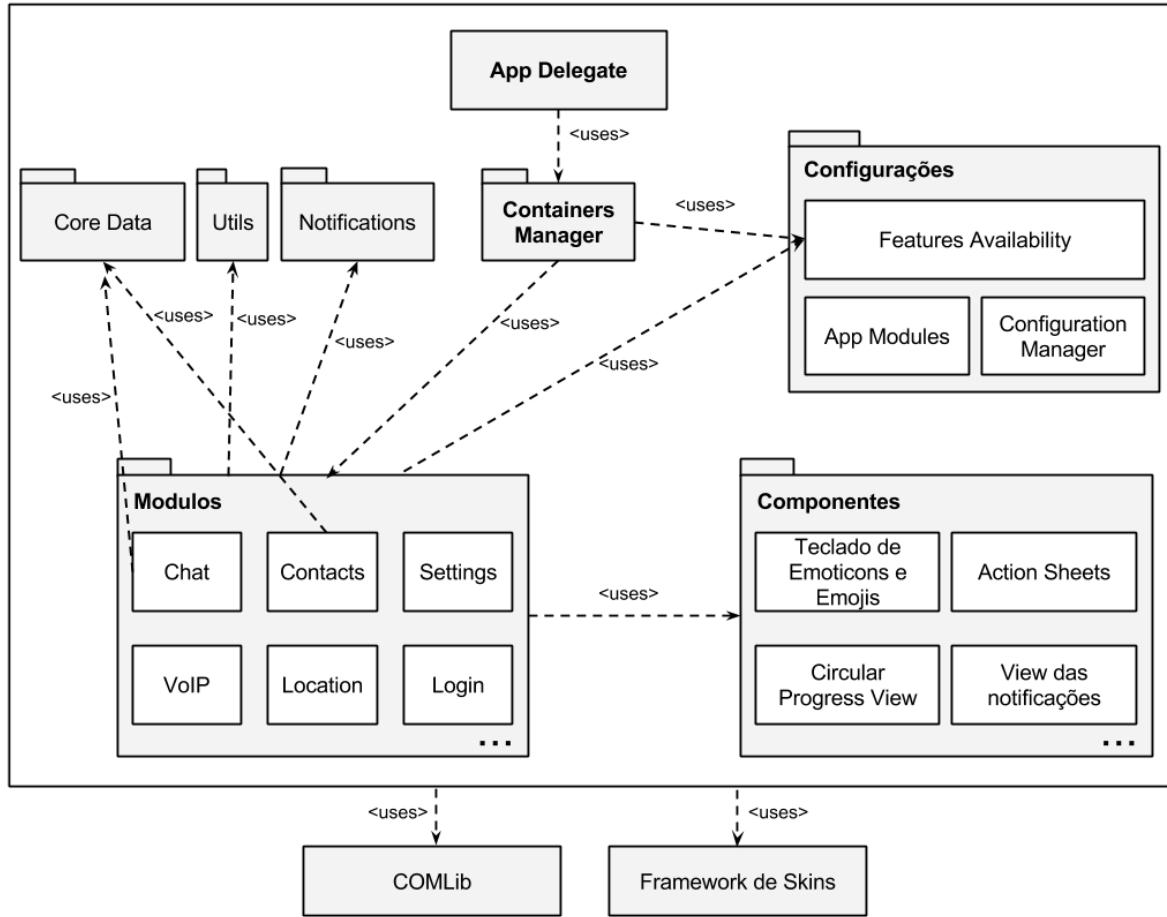 App Delegate
<uses>
Configurações
Core Data
Utils
Notifications
Containers
Manager
<uses>
Features Availability
<uses>
<uses>
<uses>
<uses>
App Modules
Configuration
Manager
<uses>
<uses>
Modulos
Componentes
Chat
Contacts
Settings
Teclado de
Emoticons e
Emojis
Action Sheets
<uses>
VoIP
Location
Login
Circular
Progress View
View das
notificações
...
...
<uses>
<uses>
COMLib
Framework de Skins